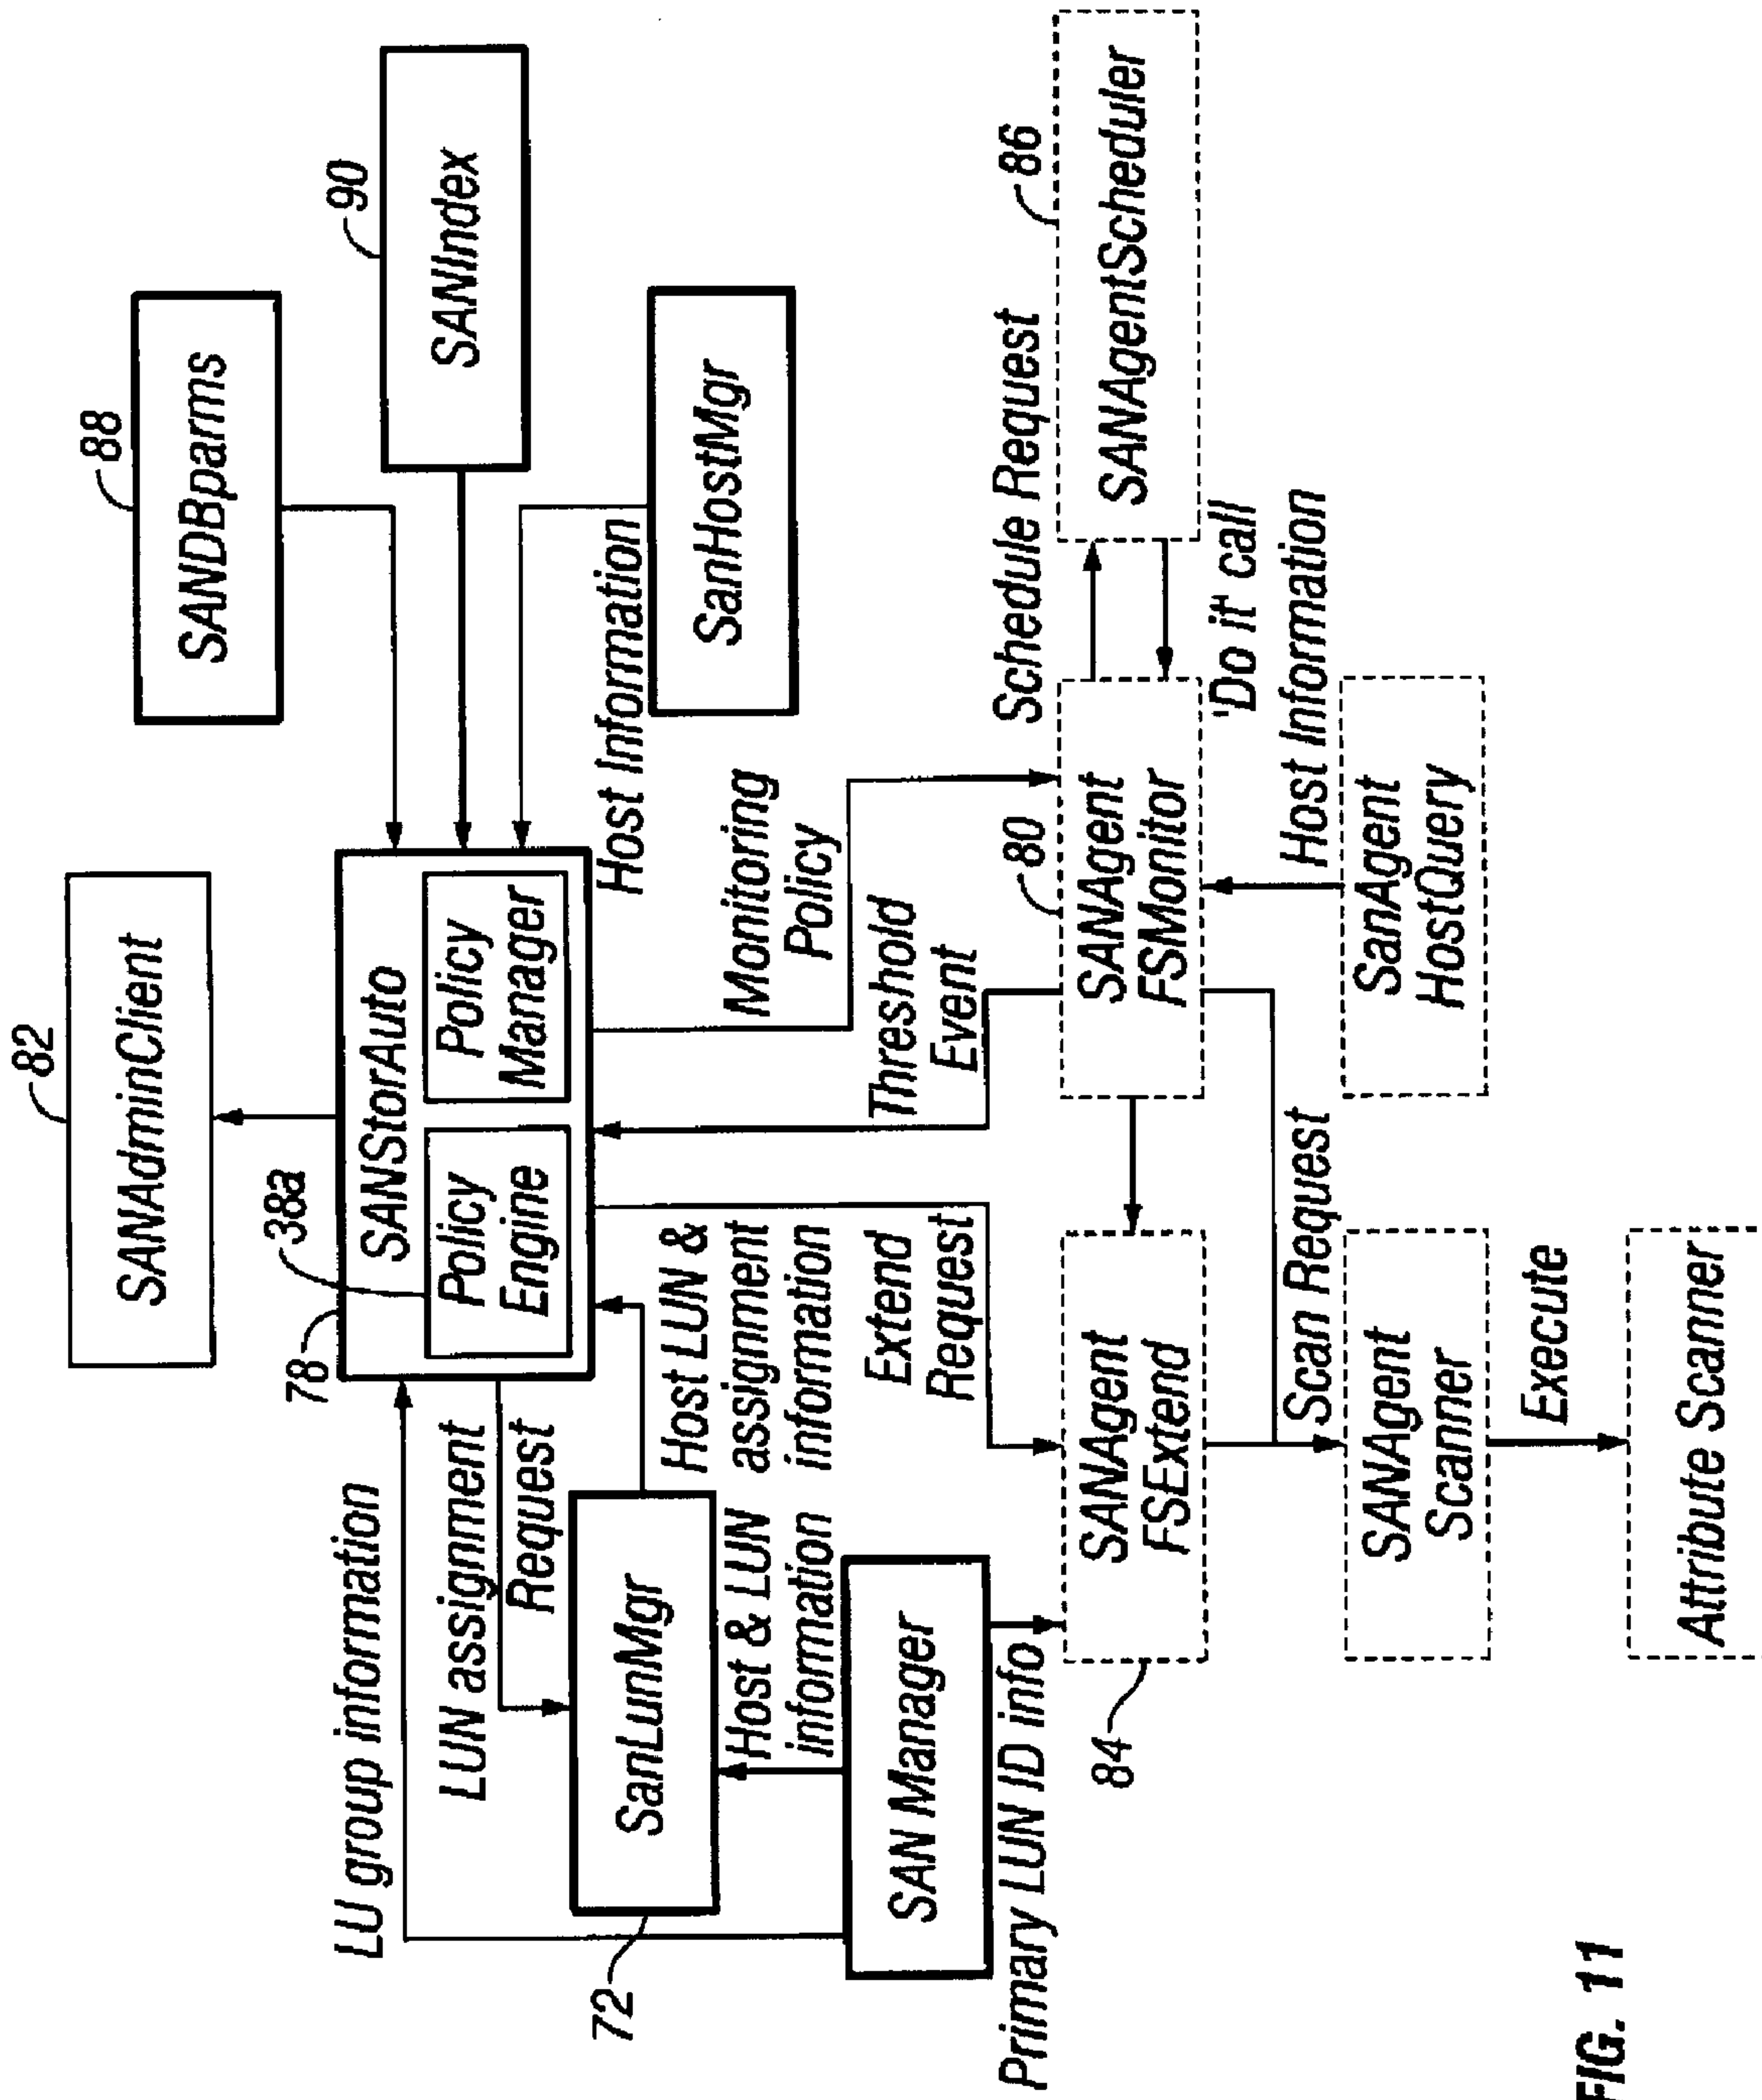 82
SANAdminClient
88
SANDBparms
90
SANIndex
78
38a
SANStorAuto
Policy
Engine
Policy
Manager
LU group information
LUN assignment
Request
Host Information
SanHostMgr
72
SanLunMgr
Host LUN &
assignment
information
Monitoring
Policy
Host & LUN
information
Extend
Request
Threshold
Event
SAN Manager
Primary LUN ID info
80
Schedule Request
86
84
SANAgent
FSExtend
SANAgent
FSMonitor
SANAgentScheduler
'Do it' call
Scan Request
Host Information
SANAgent
Scanner
SanAgent
HostQuery
Execute
Attribute Scanner
FIG. 11